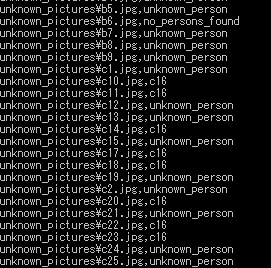 unknown_pictures¥b5.jpg,unknown_person
unknown_pictures¥b6.jpg,no_persons_found
unknown_pictures¥b7.jpg,unknown_person
unknown_pictures¥b8.jpg,unknown_person
unknown_pictures¥b9.jpg,unknown_person
unknown_pictures¥c1.jpg,unknown_person
unknown_pictures¥c10.jpg,c16
unknown_pictures¥c11.jpg,c16
unknown_pictures¥c12.jpg,unknown_person
unknown_pictures¥c13.jpg,unknown_person
unknown_pictures¥c14.jpg,c16
unknown_pictures¥c15.jpg,unknown_person
unknown_pictures¥c17.jpg,c16
unknown_pictures¥c18.jpg,c16
unknown_pictures¥c19.jpg,unknown_person
unknown_pictures¥c2.jpg,unknown_person
unknown_pictures¥c20.jpg,c16
unknown_pictures¥c21.jpg,unknown_person
unknown_pictures¥c22.jpg,c16
unknown_pictures¥c23.jpg,c16
unknown_pictures¥c24.jpg,unknown_person
unknown_pictures¥c25.jpg,unknown_person